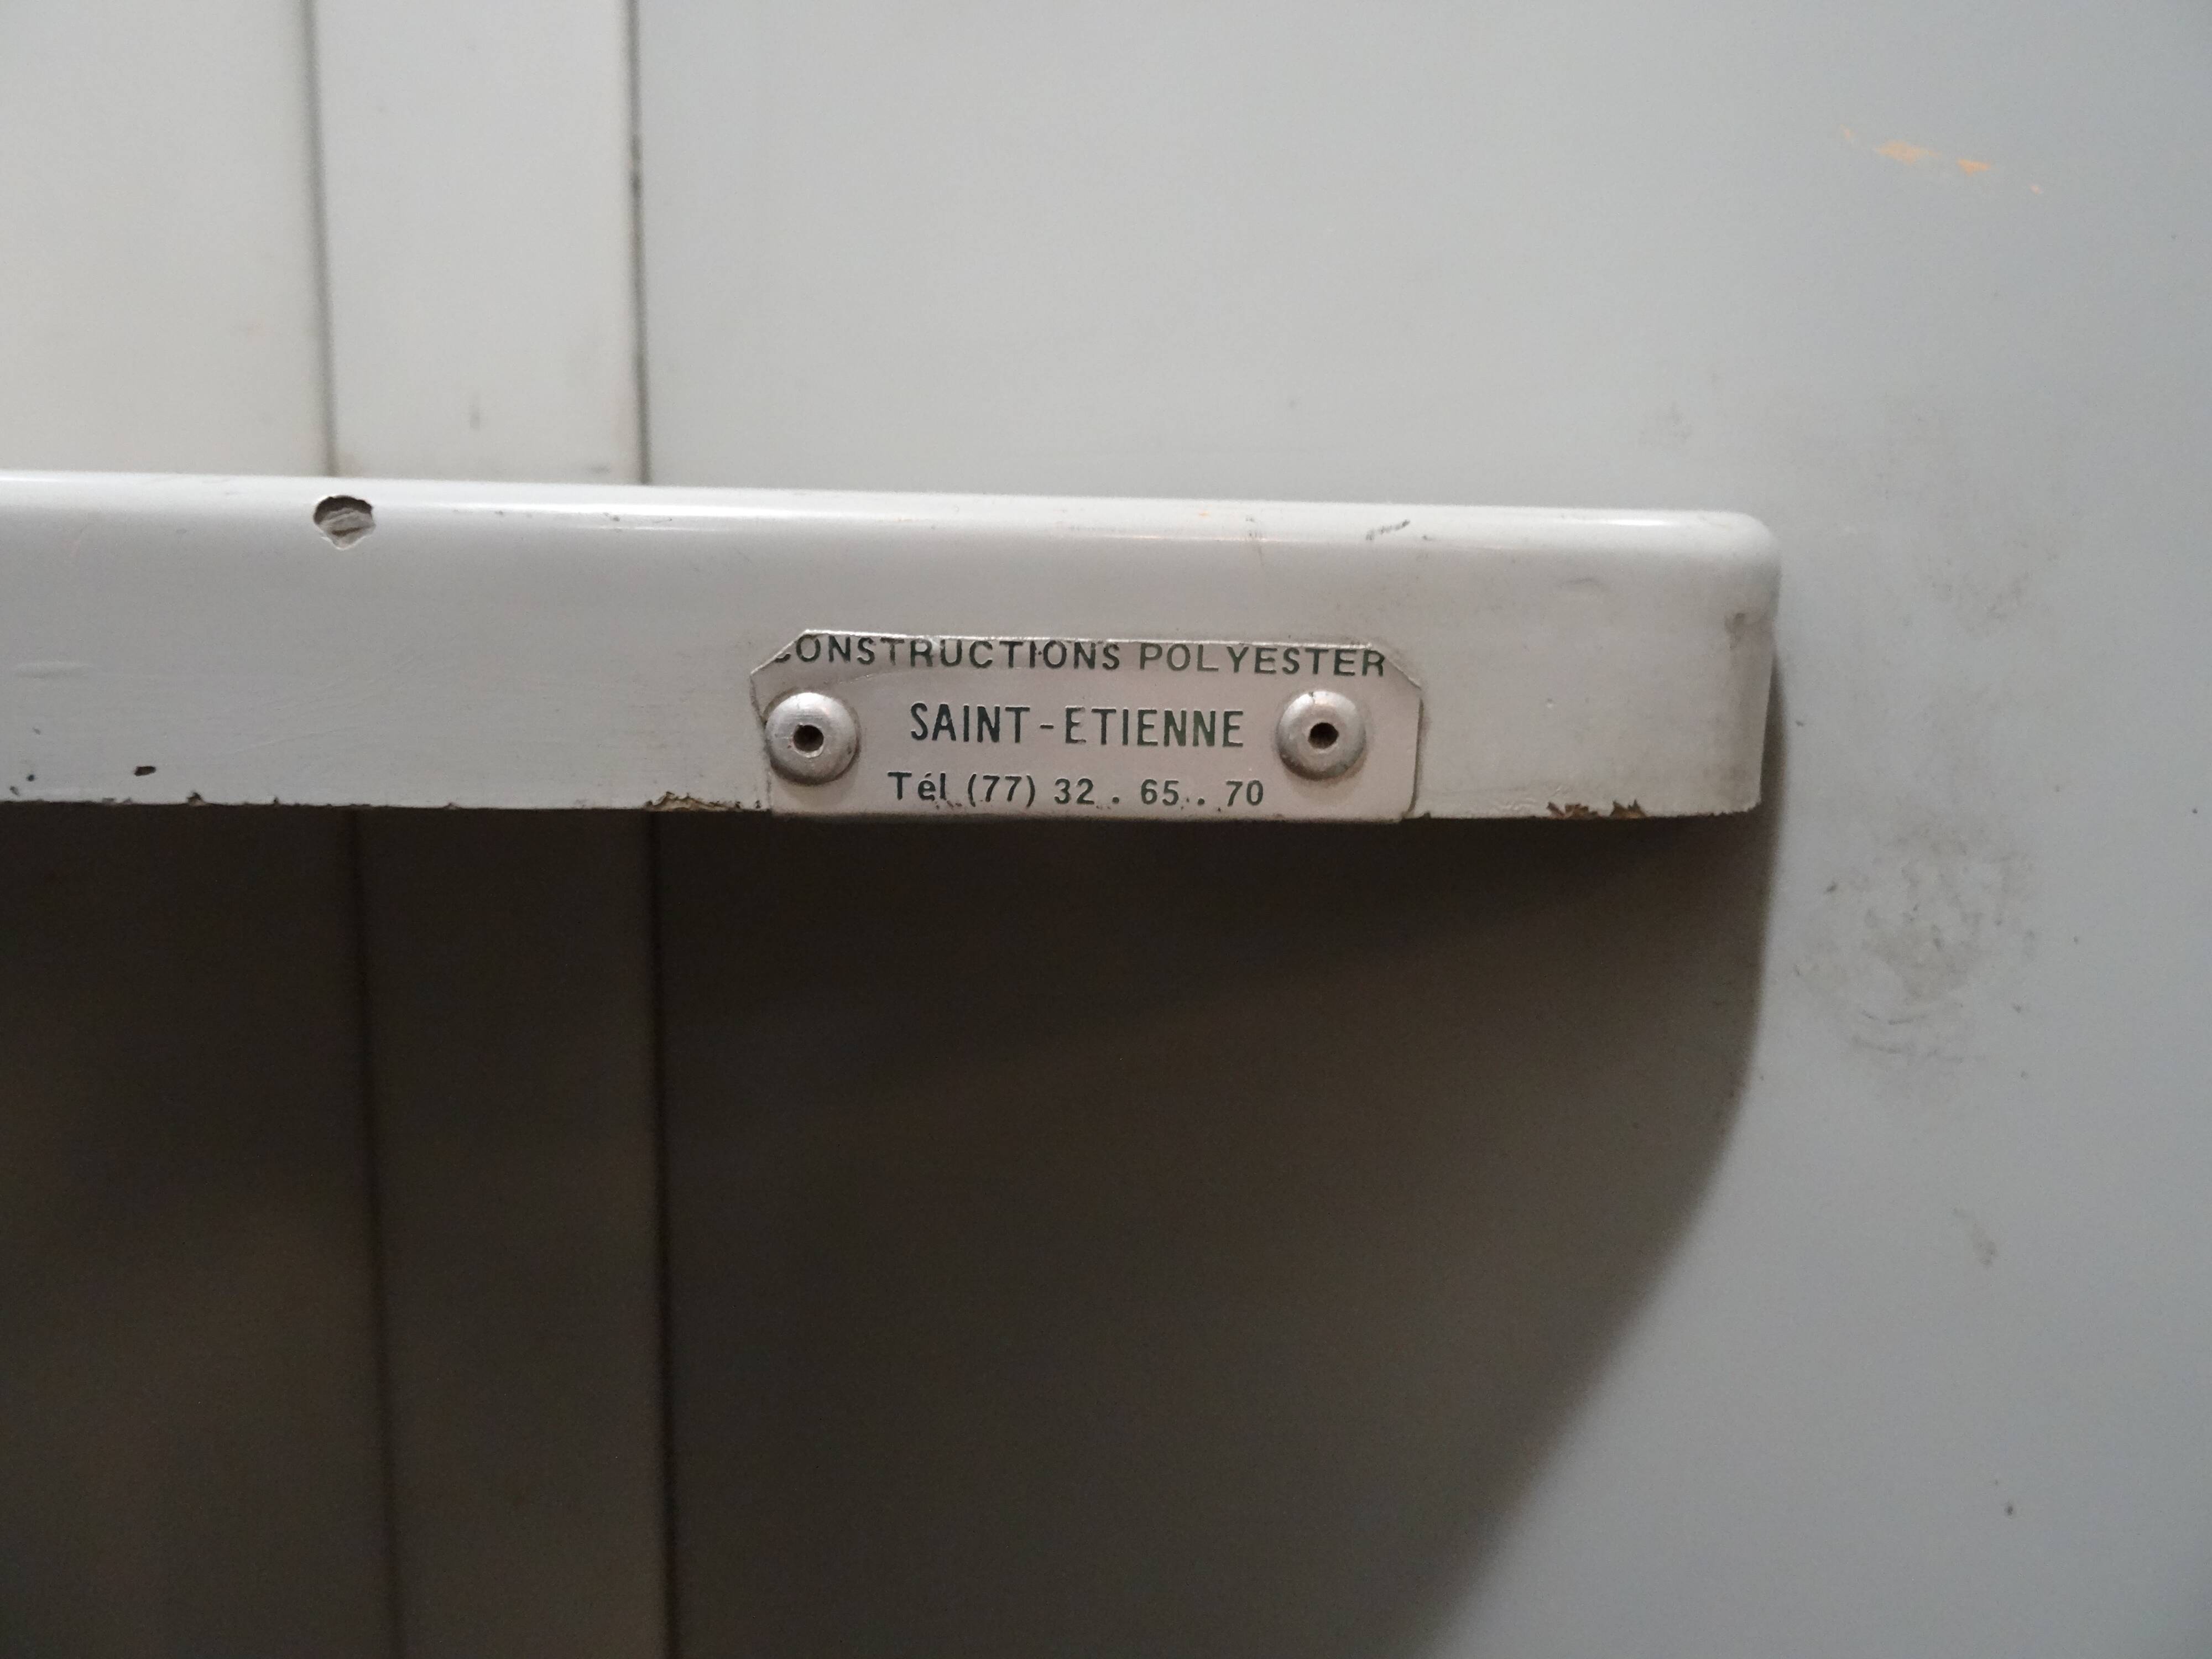 CONSTRUCTIONS POLYESTER
SAINT-ETIENNE
Tél (77) 32 . 65 . 70